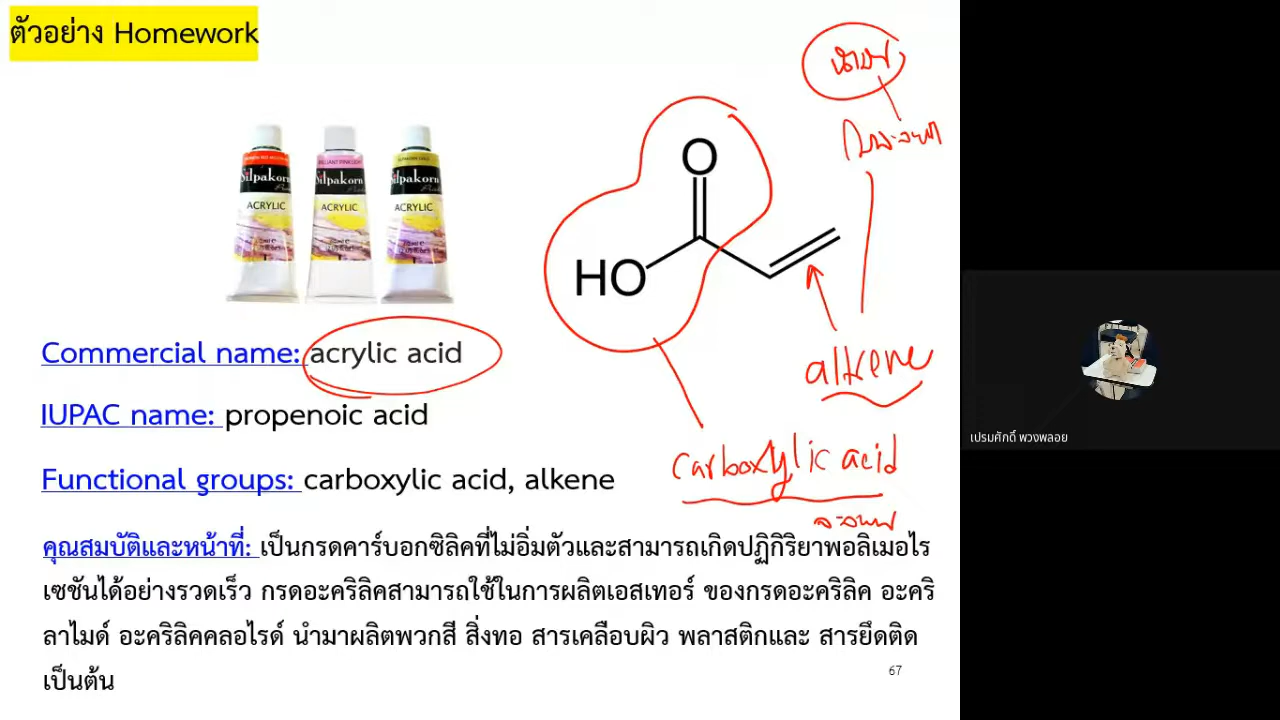 ตัวอย่าง Homework
Silpakorn
ACRYLIC
Silpakorn
ACRYLIC
Silpakorn
ACRYLIC
O
HO
alkene
carboxylic acid
Commercial name: acrylic acid
IUPAC name: propenoic acid
Functional groups: carboxylic acid, alkene
คุณสมบัติและหน้าที่: เป็นกรดคาร์บอกซิลิคที่ไม่อิ่มตัวและสามารถเกิดปฏิกิริยาพอลิเมอไร
เซชันได้อย่างรวดเร็ว กรดอะคริลิคสามารถใช้ในการผลิตเอสเทอร์ ของกรดอะคริลิค อะคริ
ลาไมด์ อะคริลิคคลอไรด์ นำมาผลิตพวกสี สิ่งทอ สารเคลือบผิว พลาสติกและ สารยึดติด
เป็นต้น
67
เปรมศักดิ์ พวงพลอย